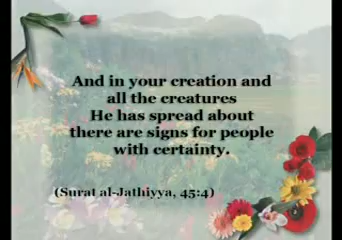 And in your creation and
all the creatures
He has spread about
there are signs for people
with certainty.
(Surat al-Jathiyya, 45:4)